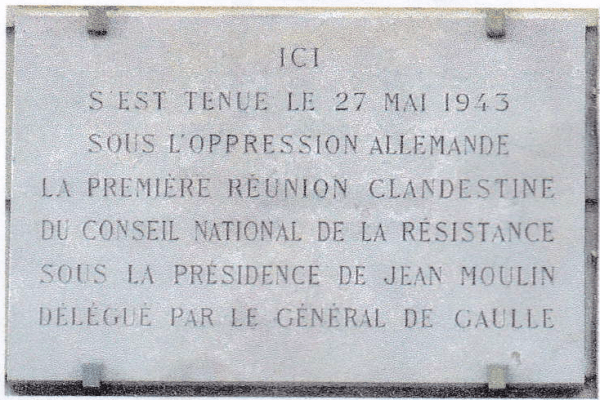 ICI
S'EST TENUE LE 27 MAI 1943
SOUS L'OPPRESSION ALLEMANDE
LA PREMIÈRE RÉUNION CLANDESTINE
DU CONSEIL NATIONAL DE LA RÉSISTANCE
SOUS LA PRÉSIDENCE DE JEAN MOULIN
DÉLÉGUÉ PAR LE GÉNÉRAL DE GAULLE